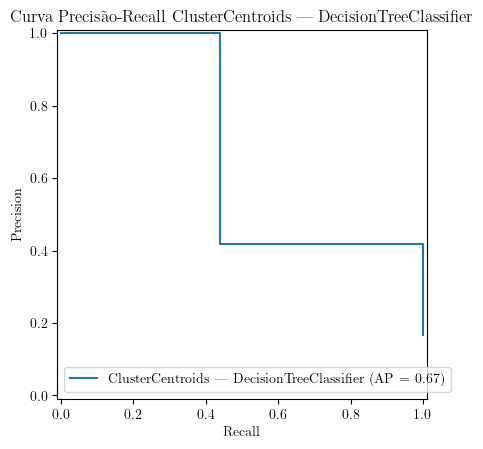 Curva Precisão-Recall ClusterCentroids — DecisionTreeClassifier
1.0
0.8
0.6
0.4
0.2
0.0
Precision
ClusterCentroids — DecisionTreeClassifier (AP = 0.67)
0.0 0.2 0.4 0.6 0.8 1.0
Recall